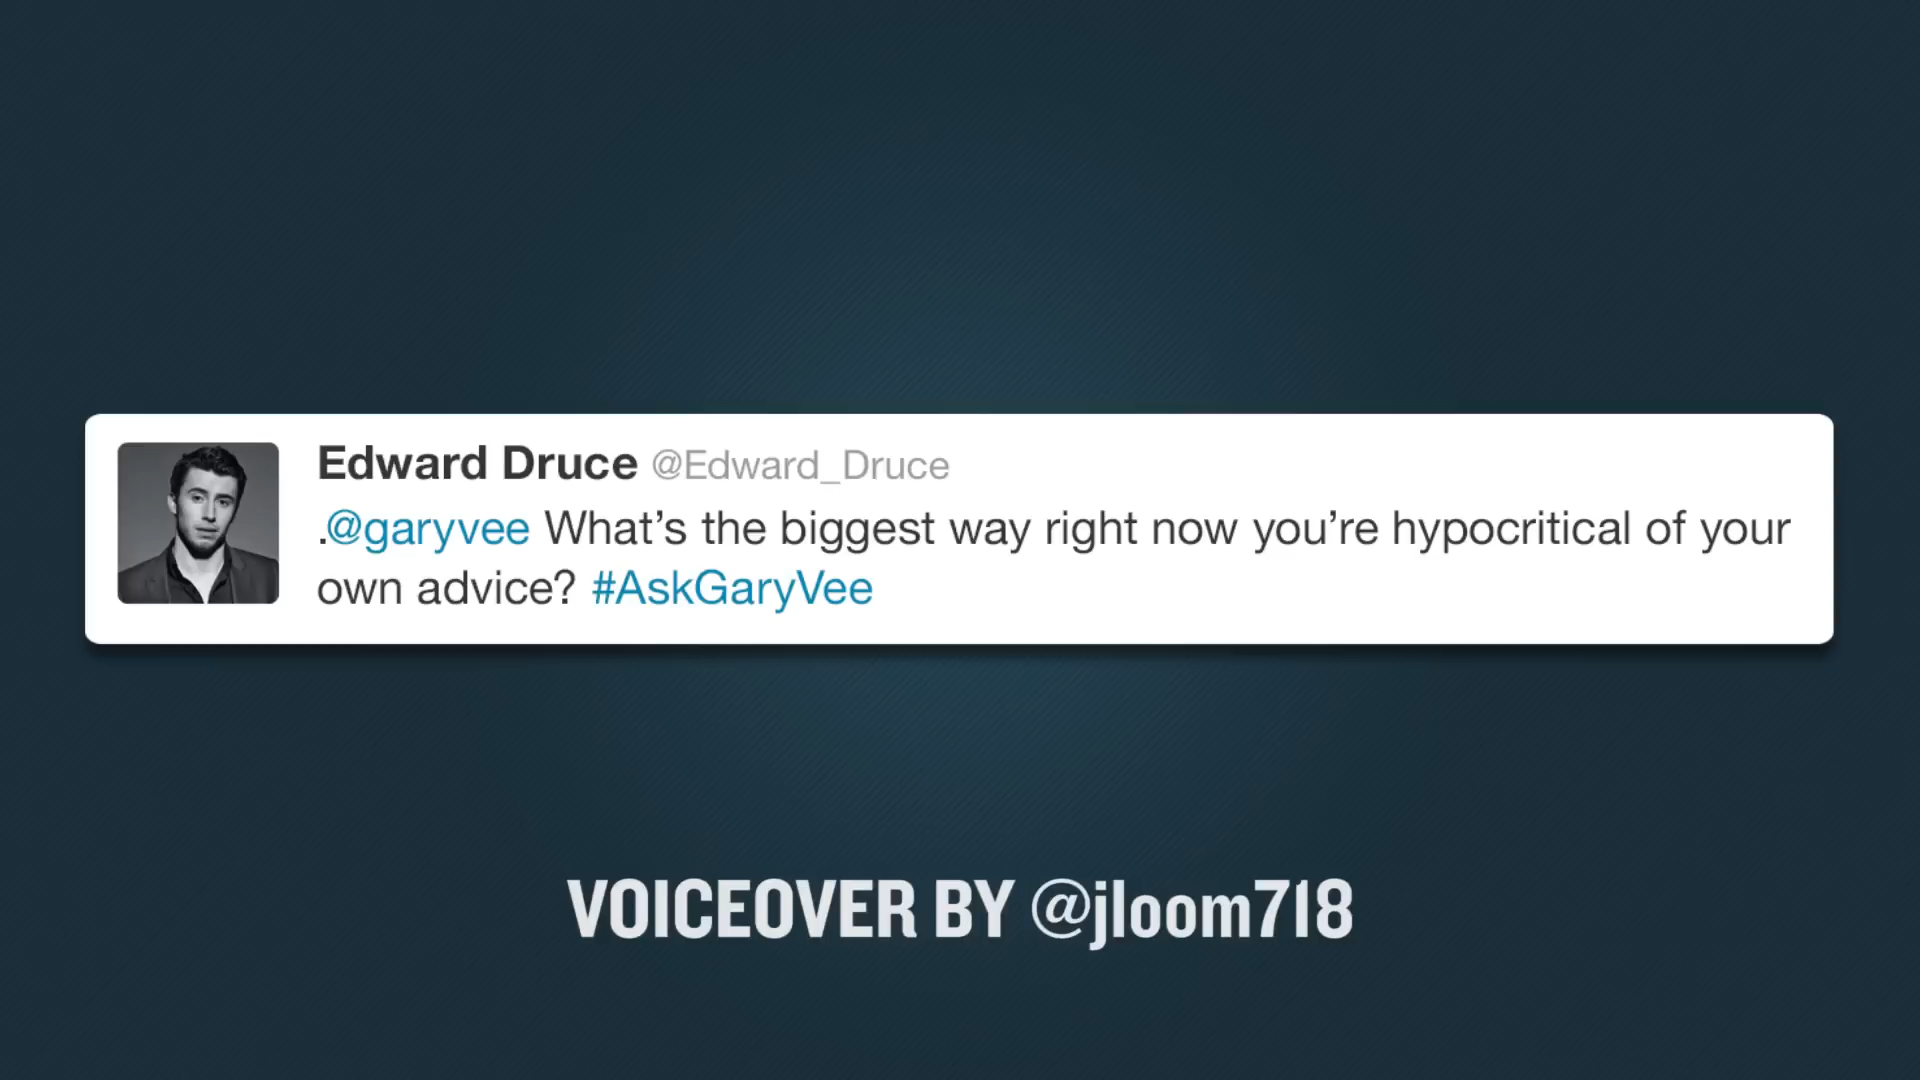 Edward Druce @Edward_Druce
.@garyvee What’s the biggest way right now you’re hypocritical of your
own advice? #AskGaryVee
VOICEOVER BY @jloom718